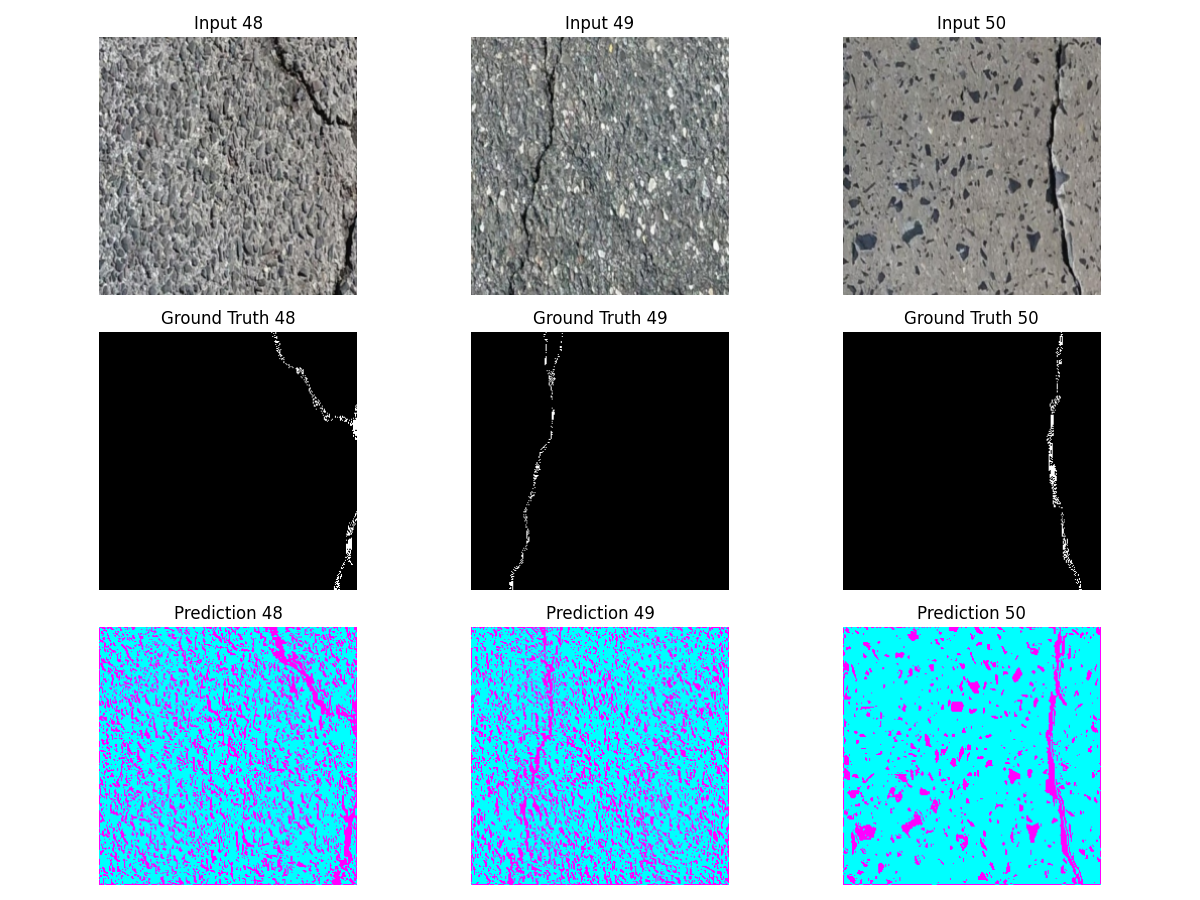 Input 48
Input 49
Input 50
Ground Truth 48
Ground Truth 49
Ground Truth 50
Prediction 48
Prediction 49
Prediction 50